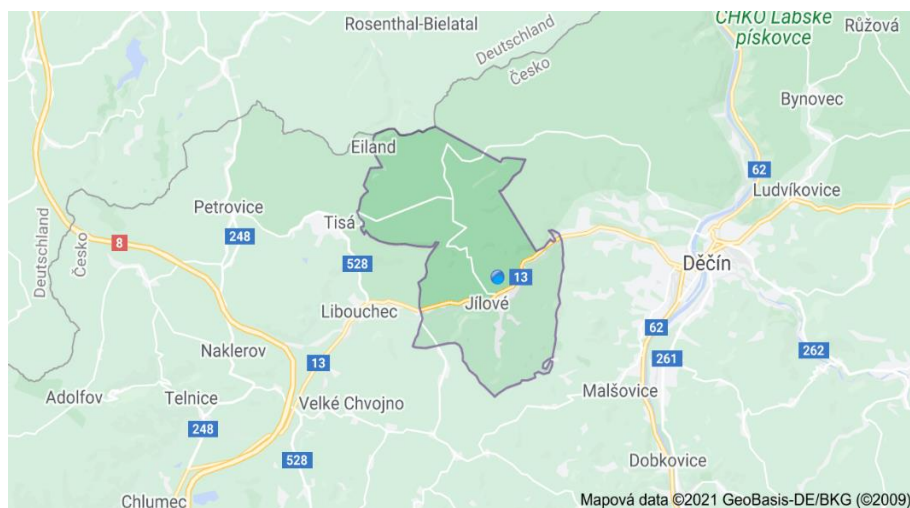 Rosenthal-Bielatal
CHKO Labské
pískovce
Růžová
Deutschland
Česko
Bynovec
Eiland
62
Ludvíkovice
Petrovice
Tisá
248
8
Deutschland
Česko
528
Děčín
13
Jílové
Libouchec
62
261
262
Naklerov
13
Adolfov
Telnice
Velké Chvojno
Malšovice
248
528
Dobkovice
Chlumec
Mapová data ©2021 GeoBasis-DE/BKG (©2009)